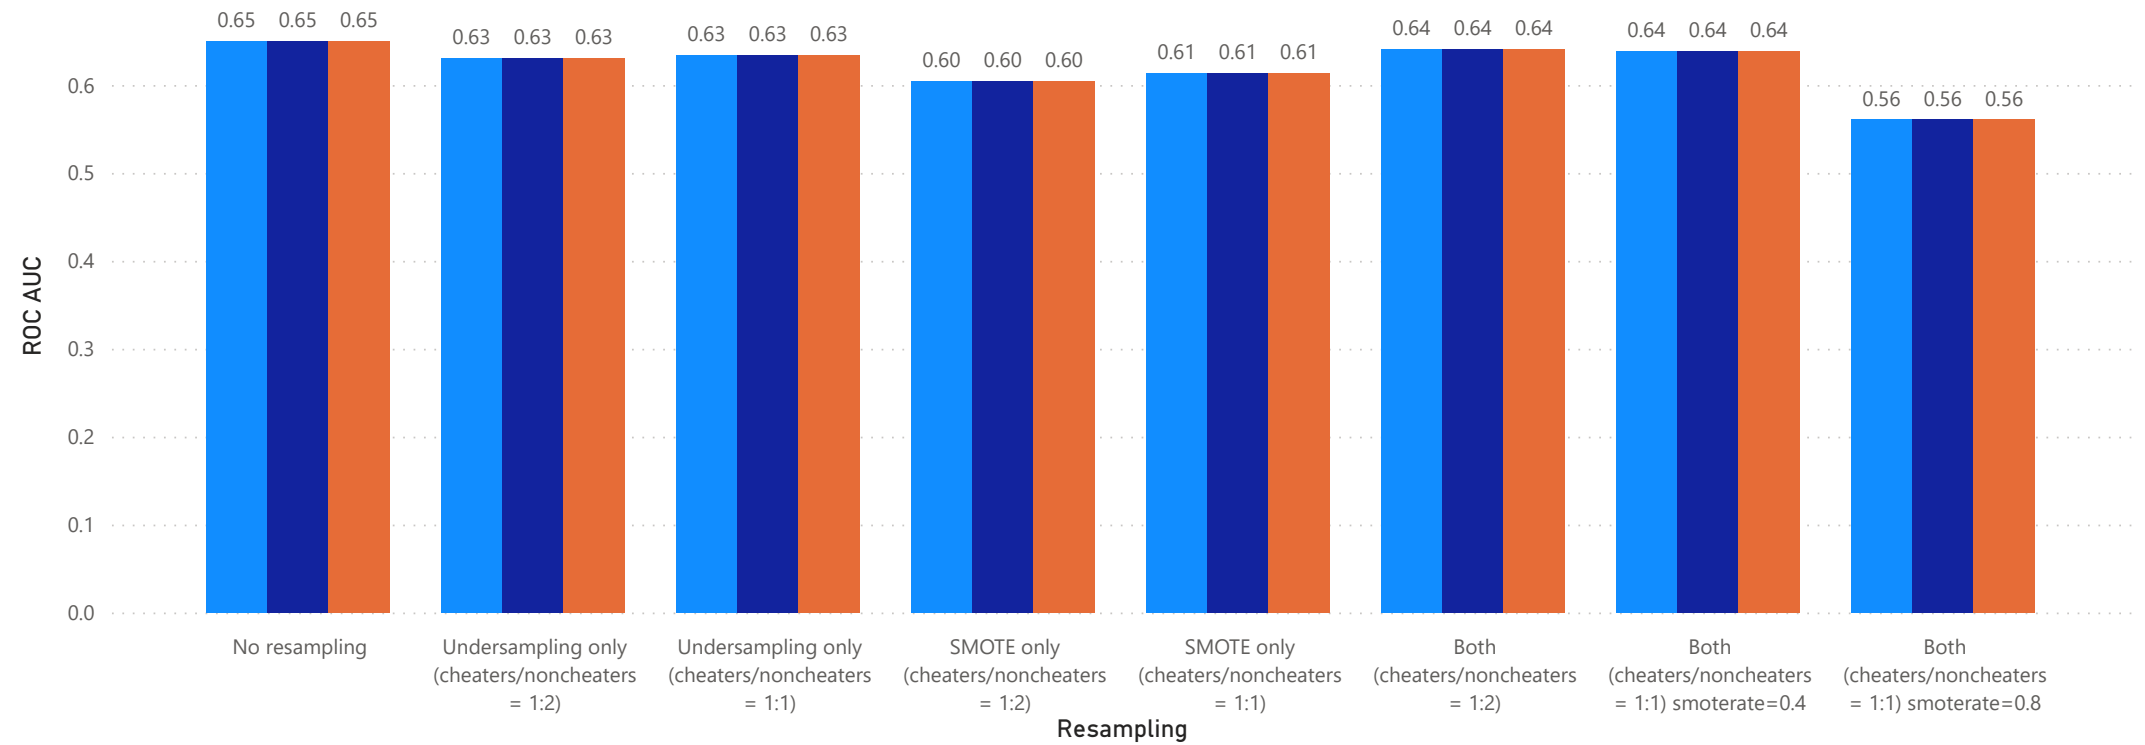 0.65 0.65 0.65
0.63 0.63 0.63
0.63 0.63 0.63
0.60 0.60 0.60
0.61 0.61 0.61
0.64 0.64 0.64
0.64 0.64 0.64
0.56 0.56 0.56
0.6
0.5
0.4
0.3
0.2
0.1
0.0
ROC AUC
No resampling
Undersampling only
(cheaters/noncheaters
= 1:2)
Undersampling only
(cheaters/noncheaters
= 1:1)
SMOTE only
(cheaters/noncheaters
= 1:2)
SMOTE only
(cheaters/noncheaters
= 1:1)
Both
(cheaters/noncheaters
= 1:2)
Both
(cheaters/noncheaters
= 1:1) smoterate=0.4
Both
(cheaters/noncheaters
= 1:1) smoterate=0.8
Resampling